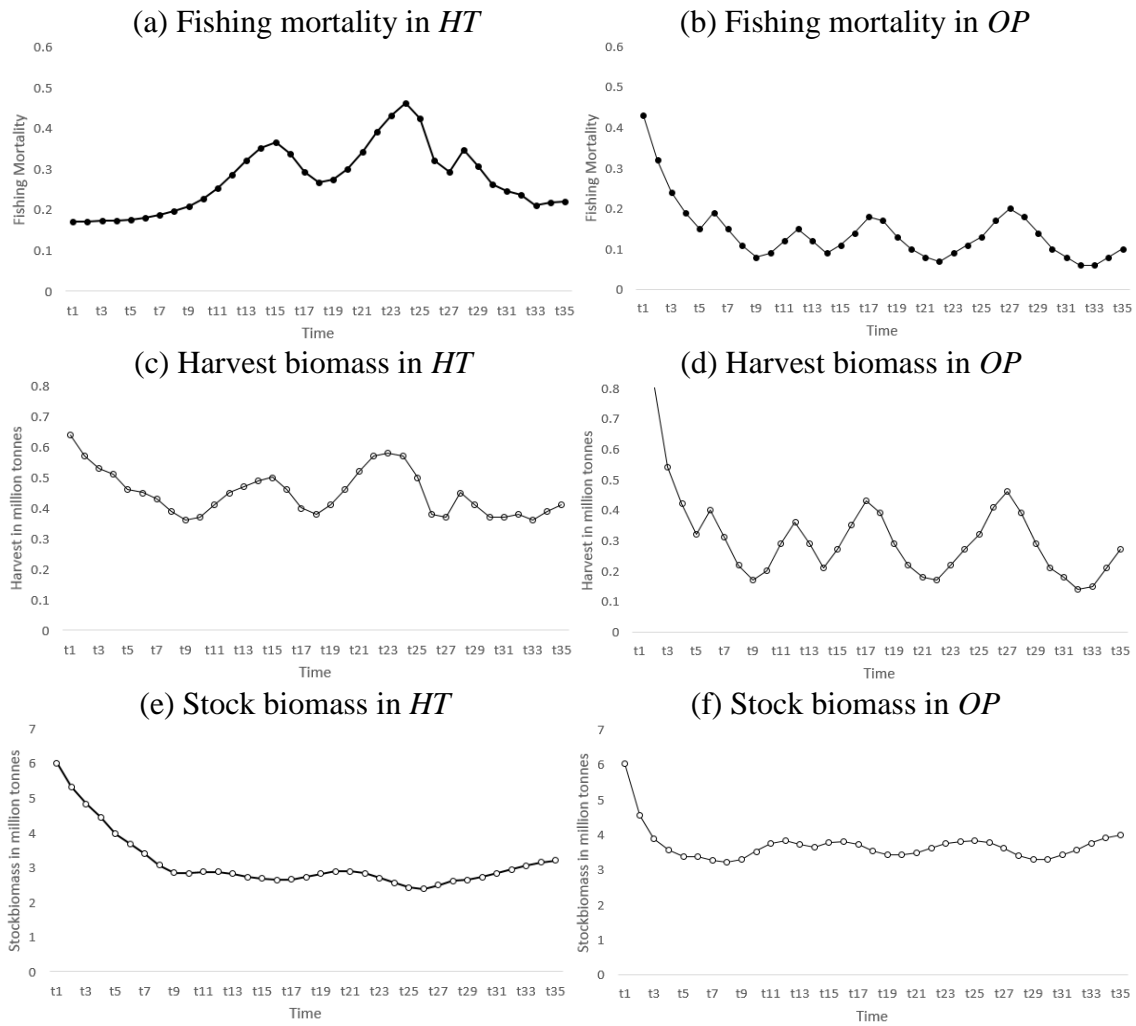 (a) Fishing mortality in HT
0.6
0.5
0.4
0.3
0.2
0.1
0
Fishing Mortality
t1 t3 t5 t7 t9 t11 t13 t15 t17 t19 t21 t23 t25 t27 t29 t31 t33 t35
Time
(b) Fishing mortality in OP
0.6
0.5
0.4
0.3
0.2
0.1
0
Fishing Mortality
t1 t3 t5 t7 t9 t11 t13 t15 t17 t19 t21 t23 t25 t27 t29 t31 t33 t35
Time
(c) Harvest biomass in HT
0.8
0.7
0.6
0.5
0.4
0.3
0.2
0.1
0
Harvest in million tonnes
t1 t3 t5 t7 t9 t11 t13 t15 t17 t19 t21 t23 t25 t27 t29 t31 t33 t35
Time
(d) Harvest biomass in OP
0.8
0.7
0.6
0.5
0.4
0.3
0.2
0.1
0
Harvest in million tonnes
t1 t3 t5 t7 t9 t11 t13 t15 t17 t19 t21 t23 t25 t27 t29 t31 t33 t35
Time
(e) Stock biomass in HT
7
6
5
4
3
2
1
0
Stockbiomass in million tonnes
t1 t3 t5 t7 t9 t11 t13 t15 t17 t19 t21 t23 t25 t27 t29 t31 t33 t35
Time
(f) Stock biomass in OP
7
6
5
4
3
2
1
0
Stockbiomass in million tonnes
t1 t3 t5 t7 t9 t11 t13 t15 t17 t19 t21 t23 t25 t27 t29 t31 t33 t35
Time